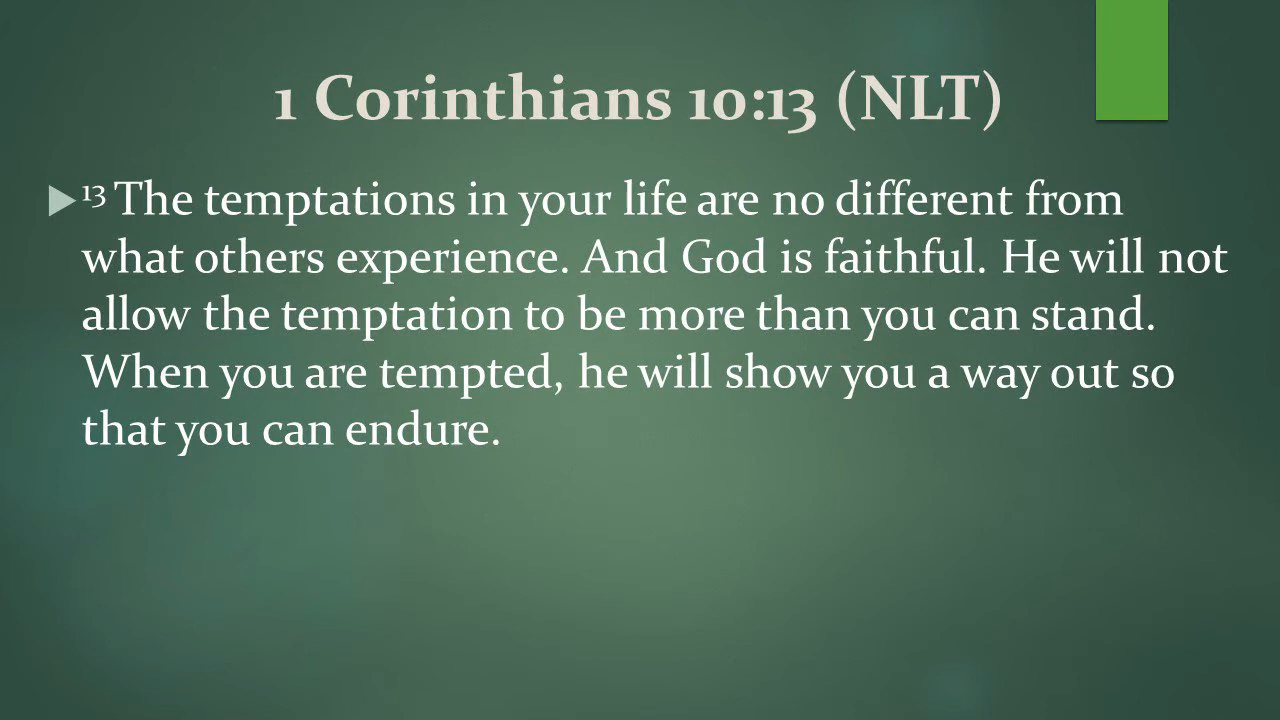 1 Corinthians 10:13 (NLT)
13 The temptations in your life are no different from
what others experience. And God is faithful. He will not
allow the temptation to be more than you can stand.
When you are tempted, he will show you a way out so
that you can endure.